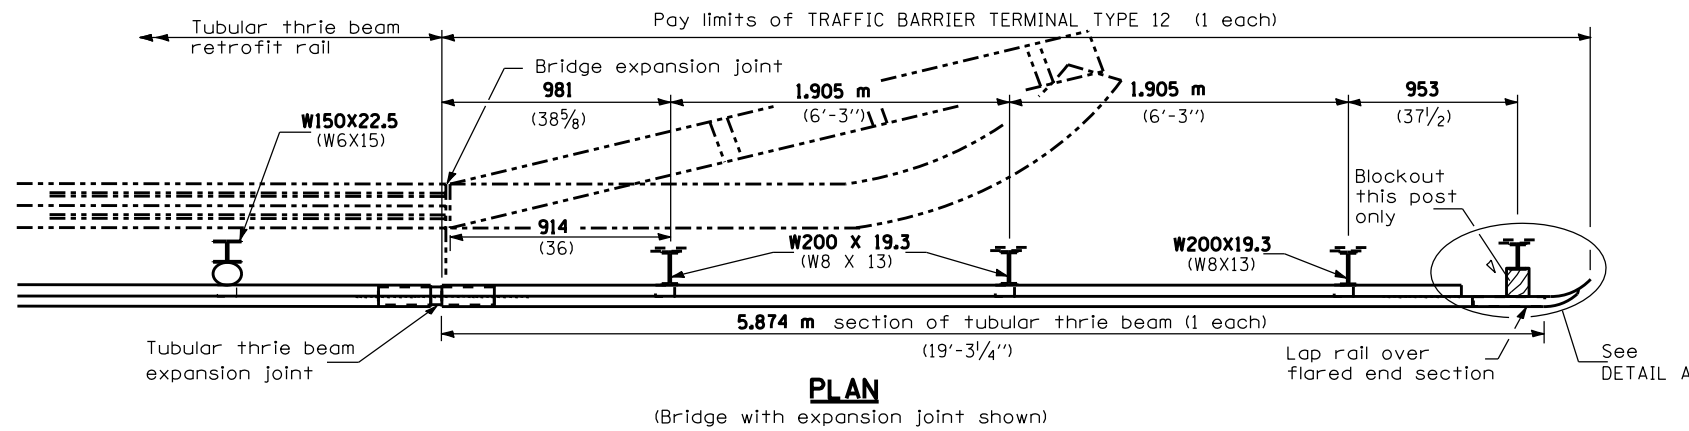 Pay limits of TRAFFIC BARRIER TERMINAL TYPE 12 (1 each)
Tubular thrie beam
retrofit rail
Bridge expansion joint
981
(38⅝)
1.905 m
(6'-3'')
1.905 m
(6'-3'')
953
(37½)
W150X22.5
(W6X15)
Blockout
this post
only
914
(36)
W200 X 19.3
(W8 X 13)
W200X19.3
(W8X13)
5.874 m section of tubular thrie beam (1 each)
(19'-3¼'')
Tubular thrie beam
expansion joint
Lap rail over
flared end section
See
DETAIL A
PLAN
(Bridge with expansion joint shown)